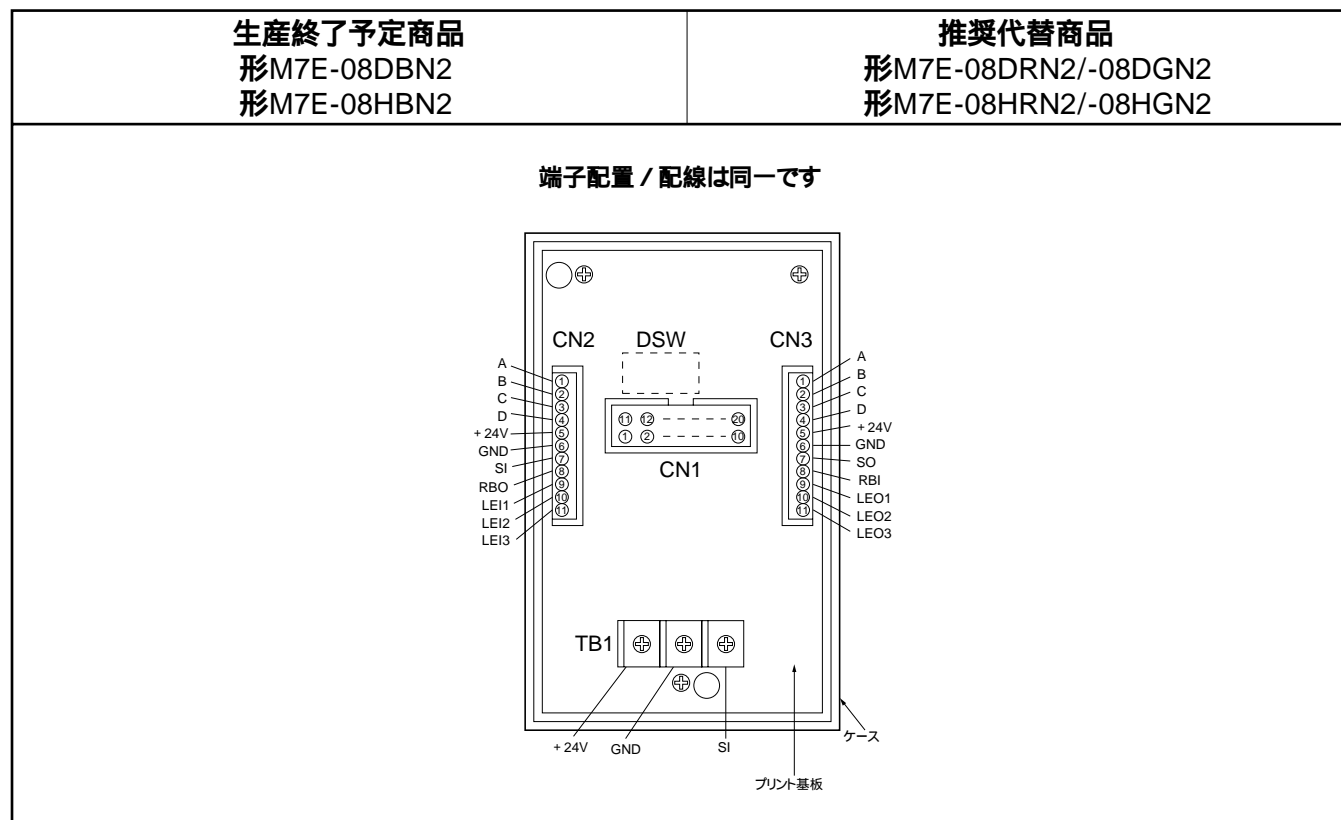 生産終了予定商品
形M7E-08DBN2
形M7E-08HBN2
推奨代替商品
形M7E-08DRN2/-08DGN2
形M7E-08HRN2/-08HGN2
端子配置 / 配線は同一です
CN2
DSW
CN3
A
B
C
D
+24V
GND
SI
RBO
LEI1
LEI2
LEI3
①
②
③
④
⑤
⑥
⑦
⑧
⑨
⑩
⑪
⑪ ⑫ ⑳
① ② ⑩
CN1
①
②
③
④
⑤
⑥
⑦
⑧
⑨
⑩
⑪
A
B
C
D
+24V
GND
SO
RBI
LEO1
LEO2
LEO3
TB1
+24V
GND
SI
ケース
プリント基板